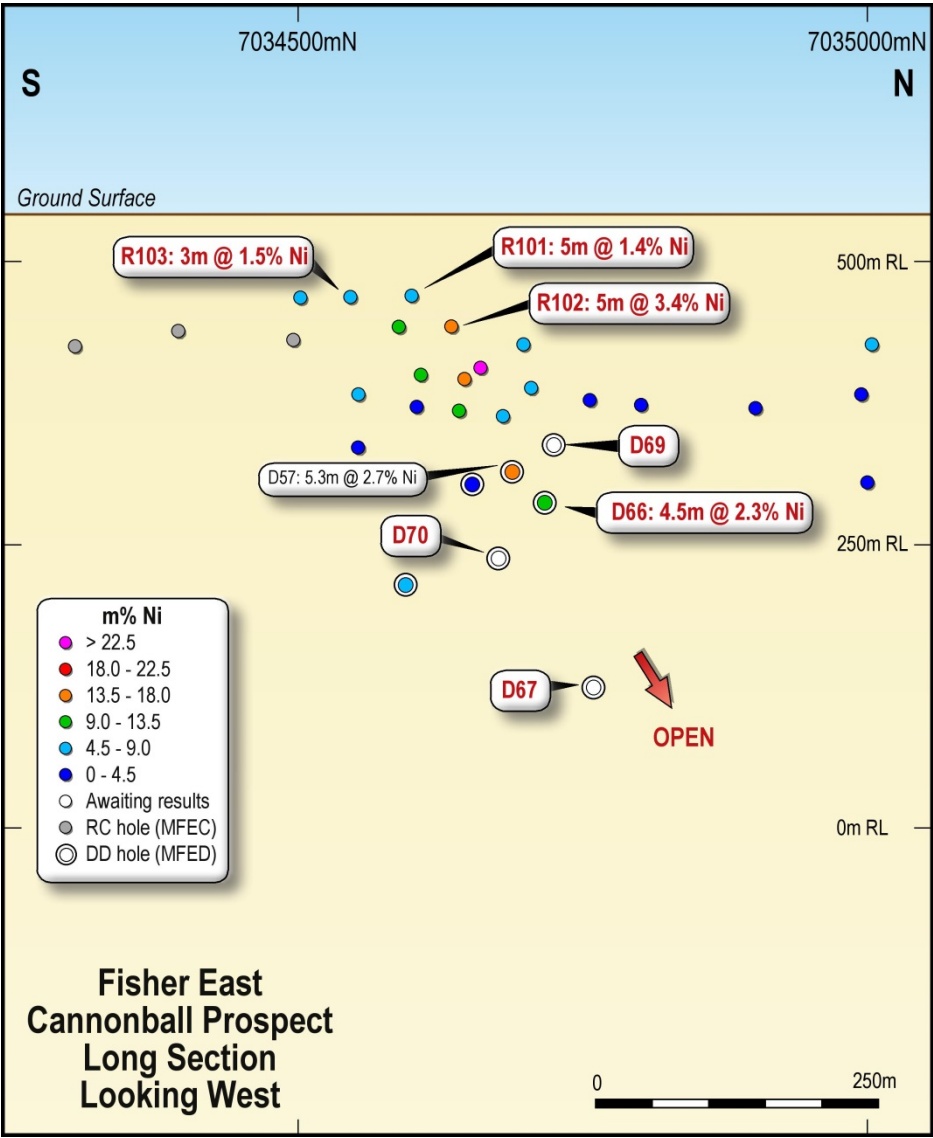 7034500mN
7035000mN
S
N
Ground Surface
R103: 3m @ 1.5% Ni
R101: 5m @ 1.4% Ni
500m RL
R102: 5m @ 3.4% Ni
D69
D57: 5.3m @ 2.7% Ni
D66: 4.5m @ 2.3% Ni
D70
250m RL
m% Ni
> 22.5
18.0 - 22.5
13.5 - 18.0
9.0 - 13.5
4.5 - 9.0
0 - 4.5
Awaiting results
RC hole (MFEC)
DD hole (MFED)
D67
OPEN
0m RL
Fisher East
Cannonball Prospect
Long Section
Looking West
0
250m